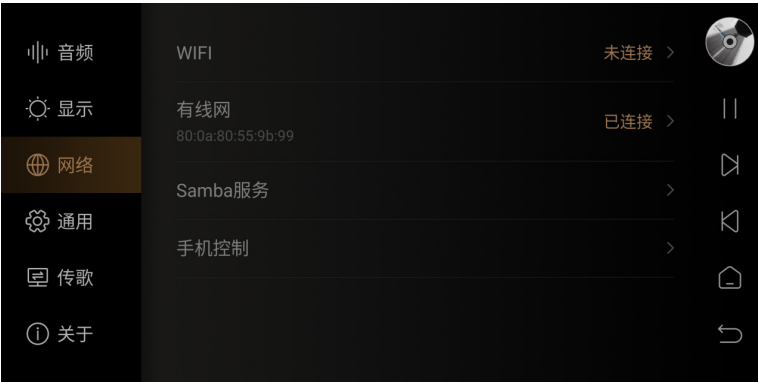 音频
显示
网络
通用
传歌
关于
WIFI
未连接
有线网
80:0a:80:55:9b:99
已连接
Samba服务
手机控制